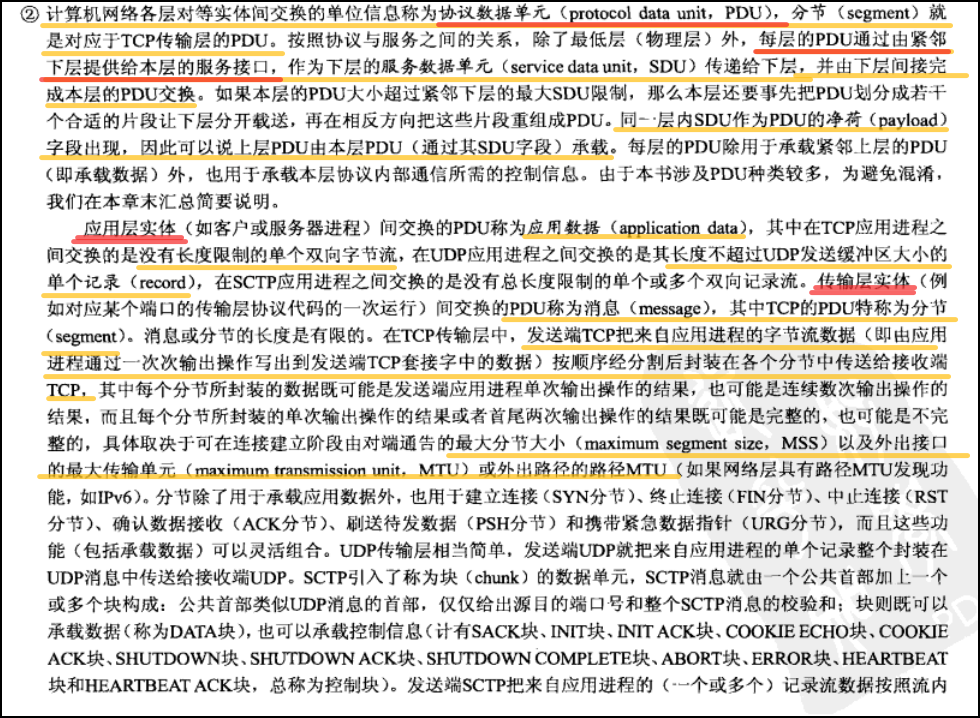 ② 计算机网络各层对等实体间交换的单位信息称为协议数据单元（protocol data unit，PDU），分节（segment）就
是对应于TCP传输层的PDU。按照协议与服务之间的关系，除了最低层（物理层）外，每层的PDU通过由紧邻
下层提供给本层的服务接口，作为下层的服务数据单元（service data unit，SDU）传递给下层，并由下层间接完
成本层的PDU交换。如果本层的PDU大小超过紧邻下层的最大SDU限制，那么本层还要事先把PDU划分成若干
个合适的片段让下层分开载送，再在相反方向把这些片段重组成PDU。同一层内SDU作为PDU的净荷（payload）
字段出现，因此可以说上层PDU由本层PDU（通过其SDU字段）承载。每层的PDU除用于承载紧邻上层的PDU
（即承载数据）外，也用于承载本层协议内部通信所需的控制信息。由于本书涉及PDU种类较多，为避免混淆，
我们在本章末汇总简要说明。
应用层实体（如客户或服务器进程）间交换的PDU称为应用数据（application data），其中在TCP应用进程之
间交换的是没有长度限制的单个双向字节流，在UDP应用进程之间交换的是其长度不超过UDP发送缓冲区大小的
单个记录（record），在SCTP应用进程之间交换的是没有总长度限制的单个或多个双向记录流。传输层实体（例
如对应某个端口的传输层协议代码的一次运行）间交换的PDU称为消息（message），其中TCP的PDU特称为分节
（segment）。消息或分节的长度是有限的。在TCP传输层中，发送端TCP把来自应用进程的字节流数据（即由应用
进程通过一次次输出操作写出到发送端TCP套接字中的数据）按顺序经分割后封装在各个分节中传送给接收端
TCP，其中每个分节所封装的数据既可能是发送端应用进程单次输出操作的结果，也可能是连续数次输出操作的
结果，而且每个分节所封装的单次输出操作的结果或者首尾两次输出操作的结果既可能是完整的，也可能是不完
整的，具体取决于可在连接建立阶段由对端通告的最大分节大小（maximum segment size，MSS）以及外出接口
的最大传输单元（maximum transmission unit，MTU）或外出路径的路径MTU（如果网络层具有路径MTU发现功
能，如IPv6）。分节除了用于承载应用数据外，也用于建立连接（SYN分节）、终止连接（FIN分节）、中止连接（RST
分节）、确认数据接收（ACK分节）、刷送待发数据（PSH分节）和携带紧急数据指针（URG分节），而且这些功
能（包括承载数据）可以灵活组合。UDP传输层相当简单，发送端UDP就把来自应用进程的单个记录整个封装在
UDP消息中传送给接收端UDP。SCTP引入了称为块（chunk）的数据单元，SCTP消息就由一个公共首部加上一个
或多个块构成：公共首部类似UDP消息的首部，仅仅给出源目的端口号和整个SCTP消息的校验和；块则既可以
承载数据（称为DATA块），也可以承载控制信息（计有SACK块、INIT块、INIT ACK块、COOKIE ECHO块、COOKIE
ACK块、SHUTDOWN块、SHUTDOWN ACK块、SHUTDOWN COMPLETE块、ABORT块、ERROR块、HEARTBEAT
块和HEARTBEAT ACK块，总称为控制块）。发送端SCTP把来自应用进程的（一个或多个）记录流数据按照流内